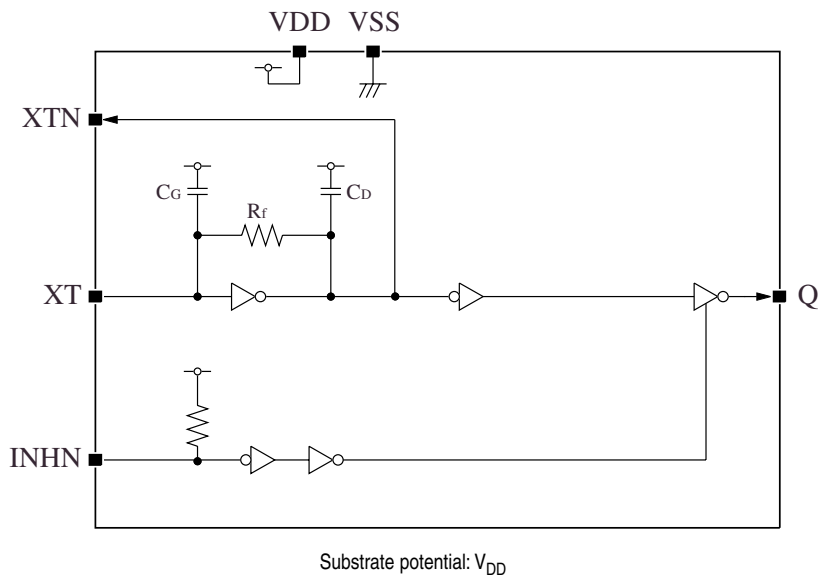 VDD VSS
XTN
CG CD
Rf
XT Q
INHN
Substrate potential: VDD